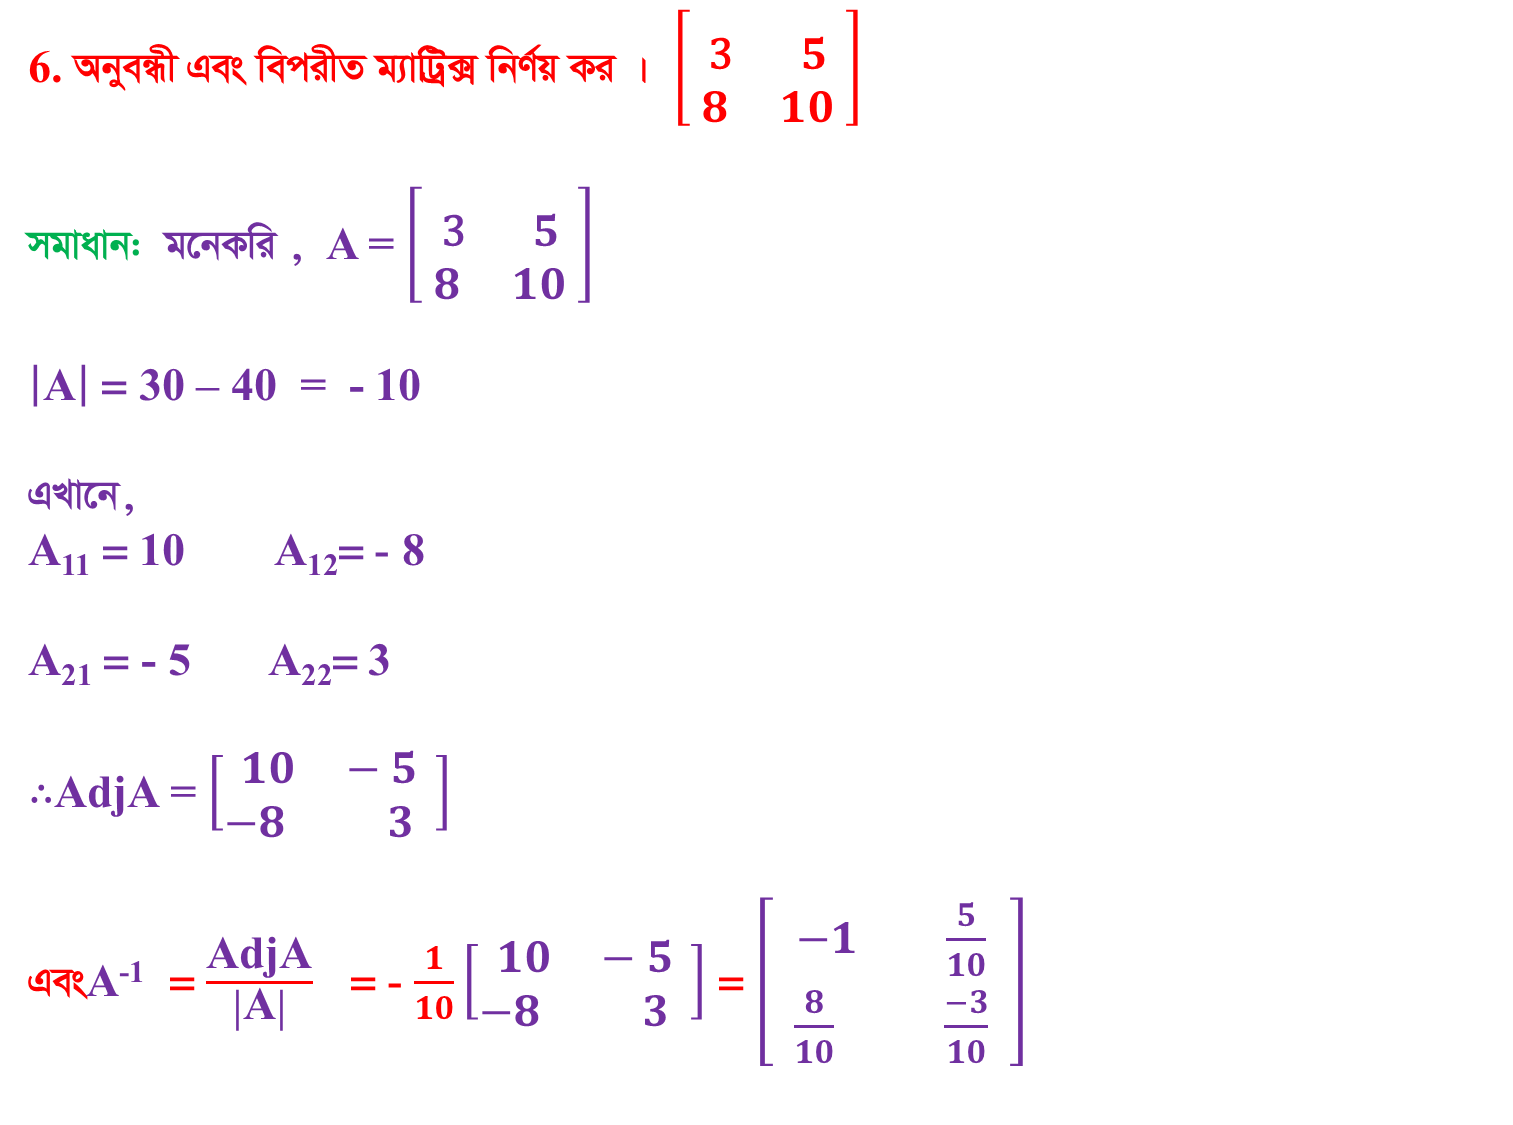 6. অনুবন্ধী এবং বিপরীত ম্যাট্রিক্স নির্ণয় কর । [3 5
8 10]
সমাধান: মনেকরি , A = [3 5
8 10]
|A| = 30 – 40 = - 10
এখানে,
A₁₁ = 10 A₁₂= - 8
A₂₁ = - 5 A₂₂= 3
∴AdjA = [10 − 5
−8 3]
এবংA⁻¹ = AdjA/|A| = - 1/10 [10 − 5
−8 3] = [−1 5/10
8/10 −3/10]